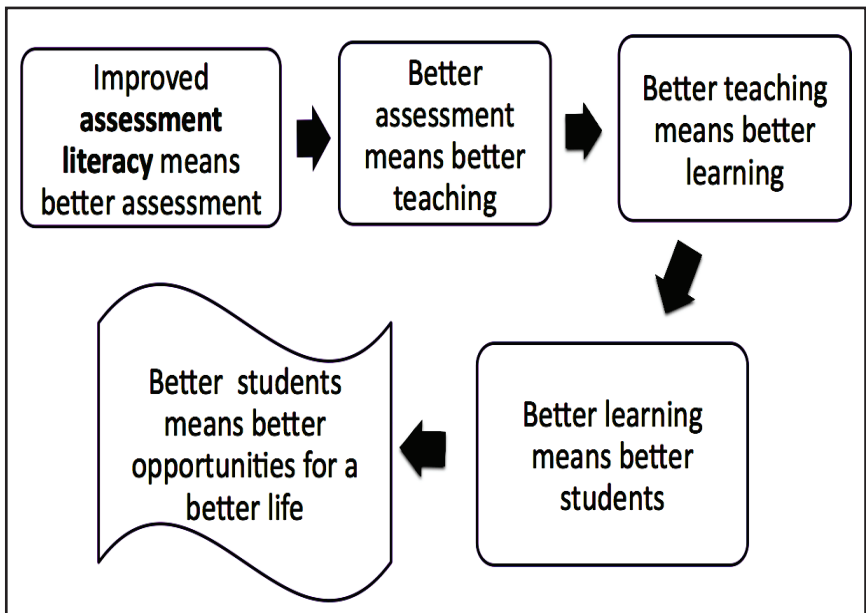 Improved
assessment
literacy means
better assessment
Better
assessment
means better
teaching
Better teaching
means better
learning
Better learning
means better
students
Better students
means better
opportunities for a
better life